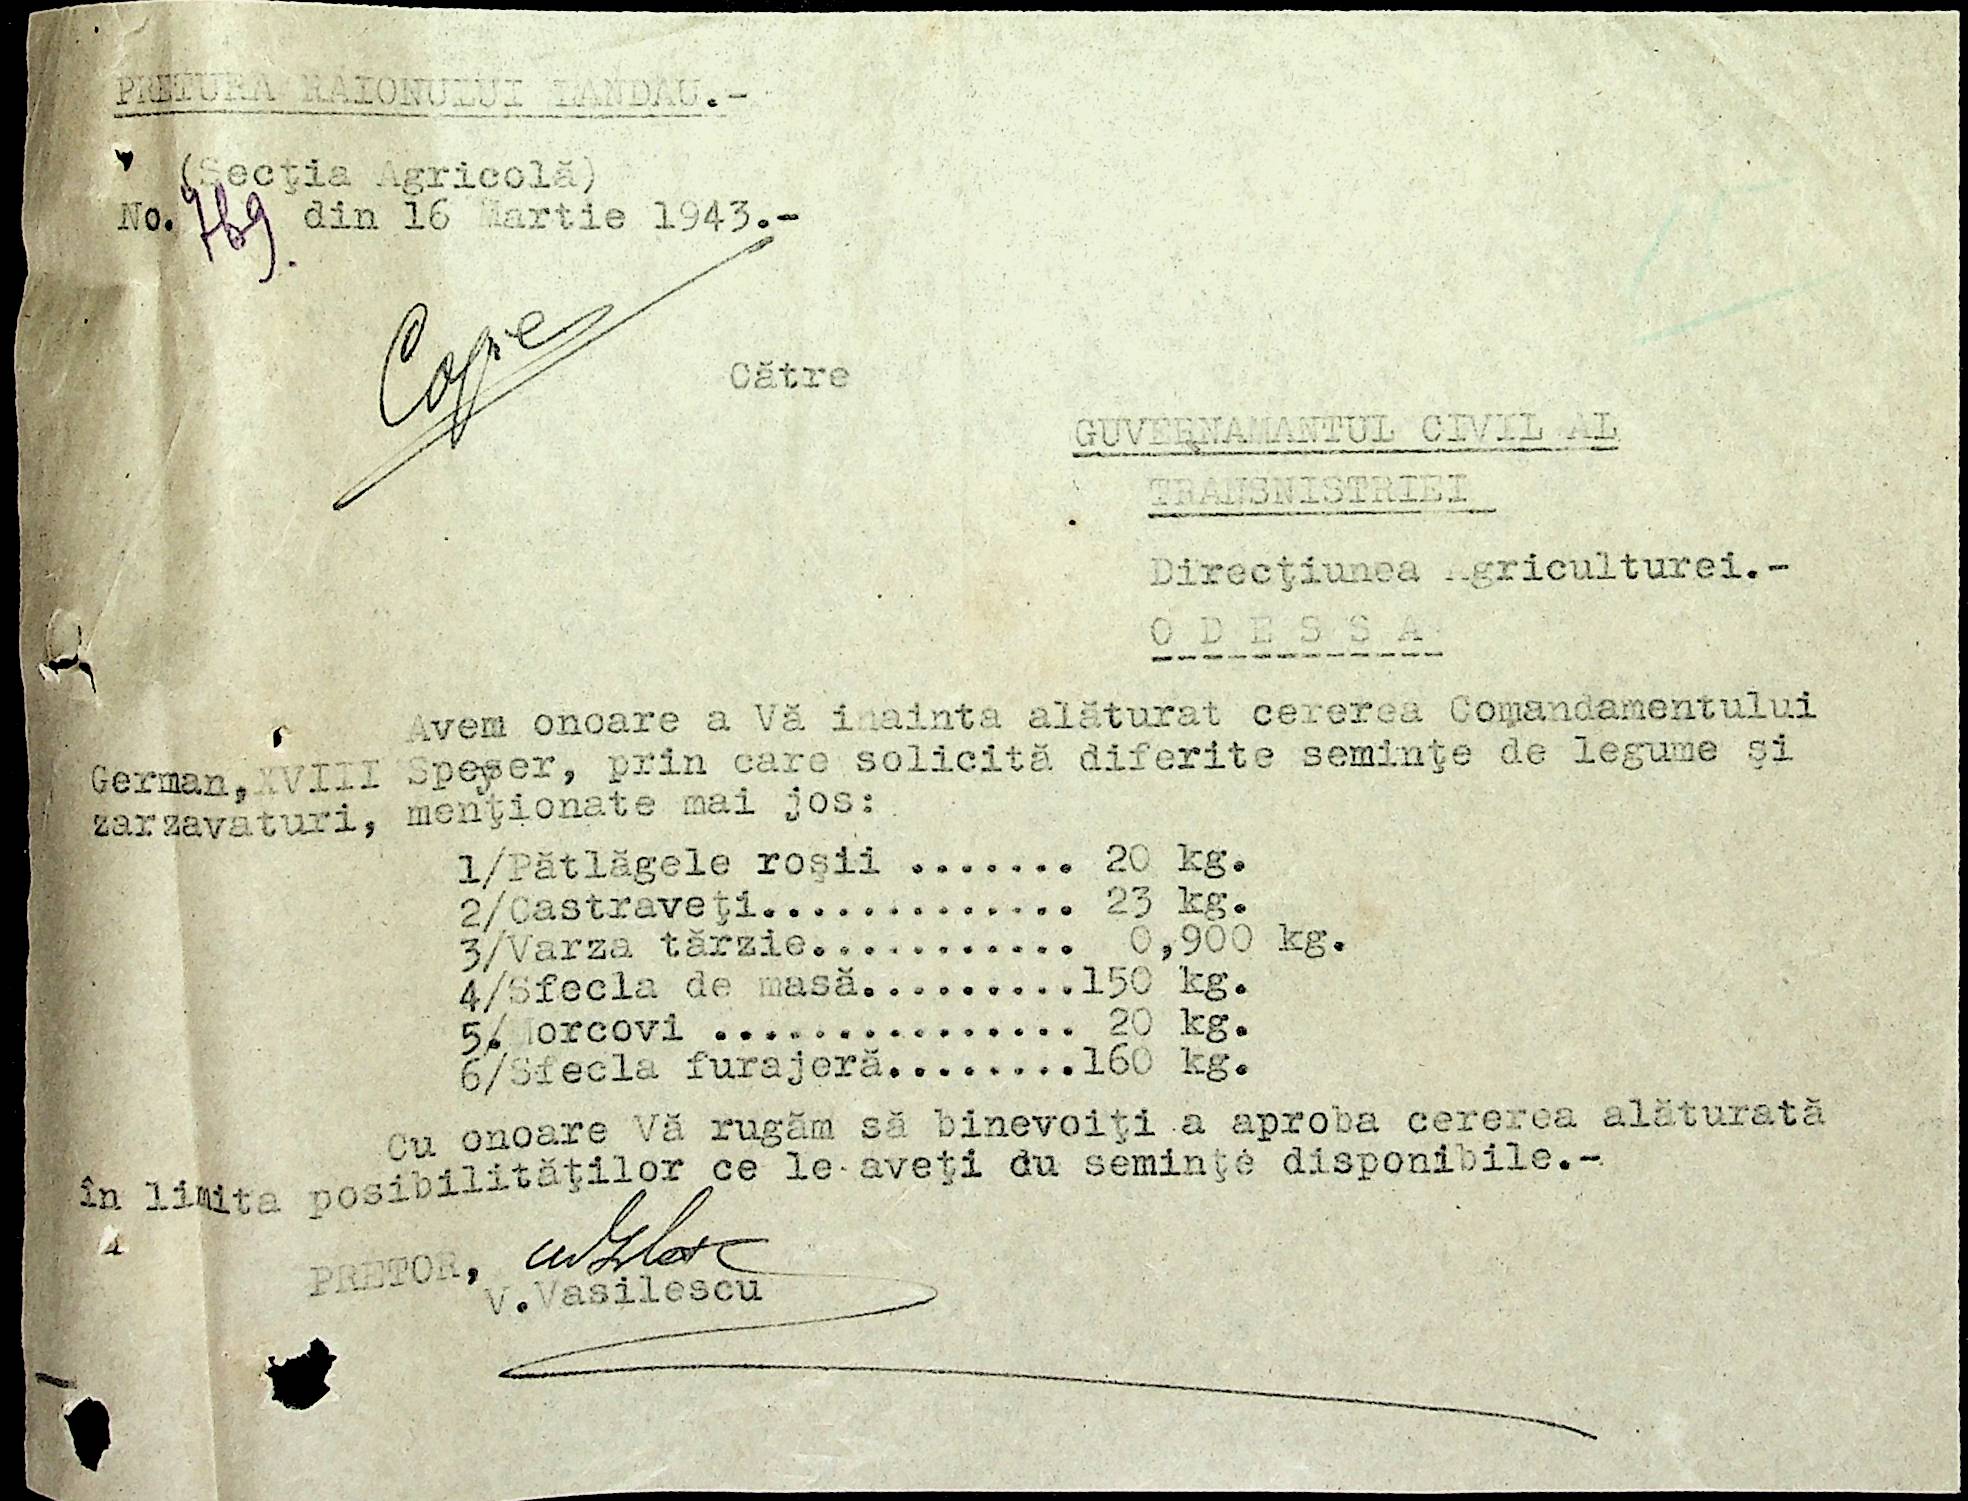 PRETURA RAIONULUI LANDAU.-
(Secţia Agricolă)
No. 769. din 16 Martie 1943.-
Copie
Către
GUVERNAMANTUL CIVIL AL
TRANSNISTRIEI
Direcţiunea Agriculturei.-
O D E S S A
Avem onoare a Vă inainta alăturat cererea Comandamentului
German, XVIII Speyer, prin care solicită diferite seminţe de legume şi
zarzavaturi, menţionate mai jos:
1/Pătlăgele roşii ....... 20 kg.
2/Castraveţi............. 23 kg.
3/Varza tărzie........... 0,900 kg.
4/Sfecla de masă.........150 kg.
5/Morcovi ............... 20 kg.
6/Sfecla furajeră........160 kg.
Cu onoare Vă rugăm să binevoiţi a aproba cererea alăturată
în limita posibilităţilor ce le aveţi du seminţe disponibile.-
PRETOR,
V.Vasilescu